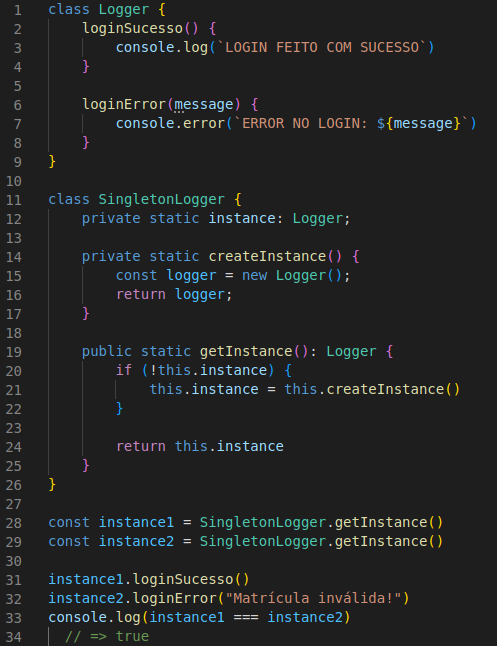 1 class Logger {
2     loginSucesso() {
3         console.log(`LOGIN FEITO COM SUCESSO`)
4     }
5
6     loginError(message) {
7         console.error(`ERROR NO LOGIN: ${message}`)
8     }
9 }
10
11 class SingletonLogger {
12     private static instance: Logger;
13
14     private static createInstance() {
15         const logger = new Logger();
16         return logger;
17     }
18
19     public static getInstance(): Logger {
20         if (!this.instance) {
21             this.instance = this.createInstance()
22         }
23
24         return this.instance
25     }
26 }
27
28 const instance1 = SingletonLogger.getInstance()
29 const instance2 = SingletonLogger.getInstance()
30
31 instance1.loginSucesso()
32 instance2.loginError("Matrícula inválida!")
33 console.log(instance1 === instance2)
34   // => true